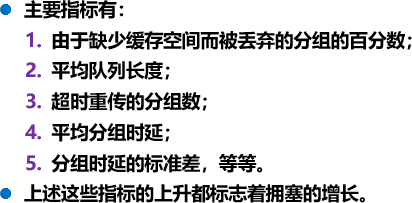 主要指标有：
1. 由于缺少缓存空间而被丢弃的分组的百分数；
2. 平均队列长度；
3. 超时重传的分组数；
4. 平均分组时延；
5. 分组时延的标准差，等等。
上述这些指标的上升都标志着拥塞的增长。